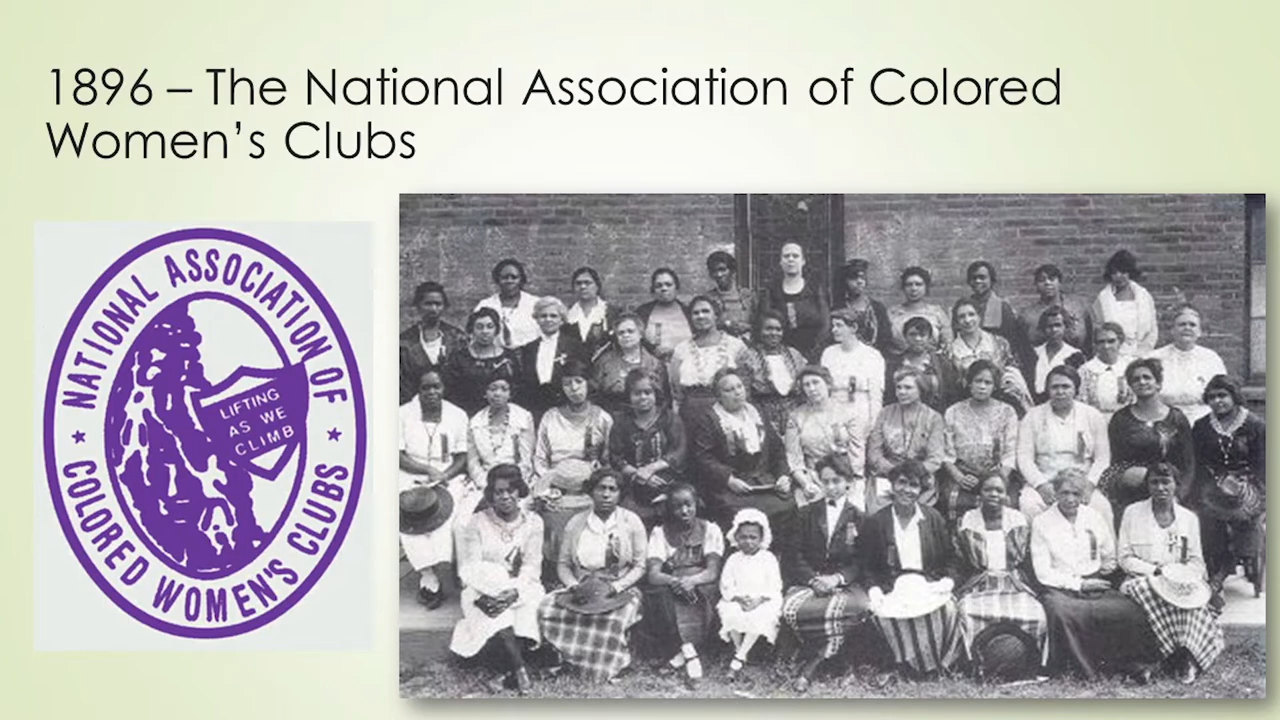 1896 – The National Association of Colored
Women’s Clubs
NATIONAL ASSOCIATION OF
COLORED WOMEN'S CLUBS
LIFTING
AS WE
CLIMB